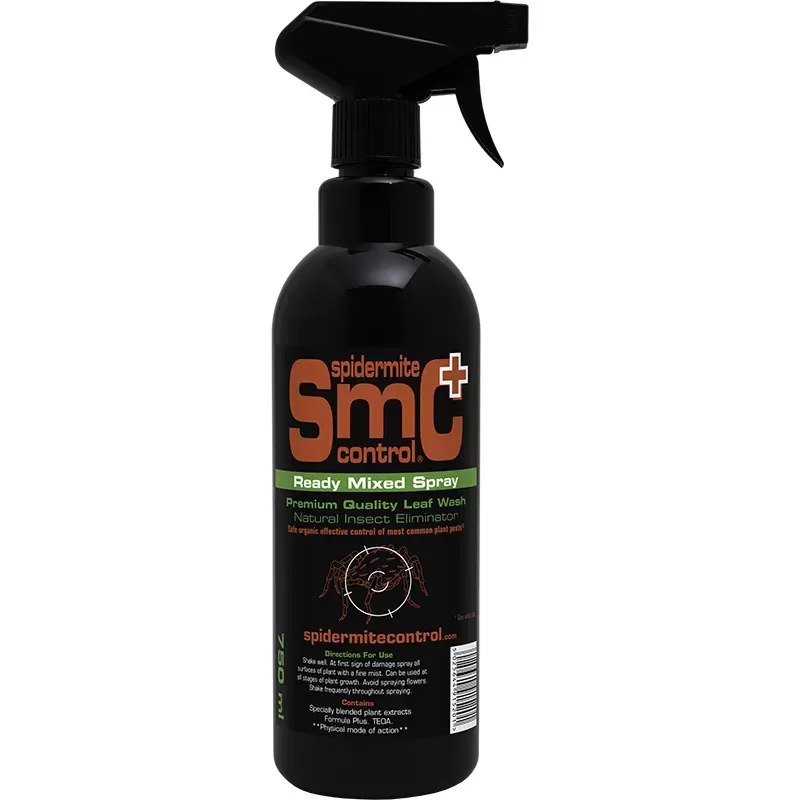 spidermite
SmC+
control®
Ready Mixed Spray
Premium Quality Leaf Wash
Natural Insect Eliminator
Safe organic effective control of most common plant pests*
spidermitecontrol.com
Directions For Use
Shake well. At first sign of damage spray all
surfaces of plant with a fine mist. Can be used at
all stages of plant growth. Avoid spraying flowers.
Shake frequently throughout spraying.
Contains
Specially blended plant extracts
Formula Plus. TEOA.
**Physical mode of action**
750 ml